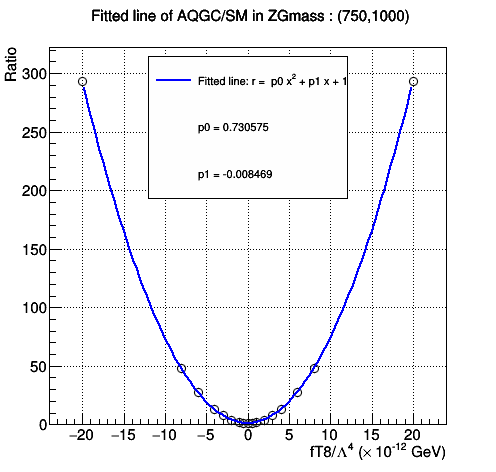 Fitted line of AQGC/SM in ZGmass : (750,1000)
Ratio
Fitted line: r = p0 x² + p1 x + 1
p0 = 0.730575
p1 = -0.008469
300
250
200
150
100
50
0
−20 −15 −10 −5 0 5 10 15 20
fT8/Λ⁴ (× 10⁻¹² GeV)